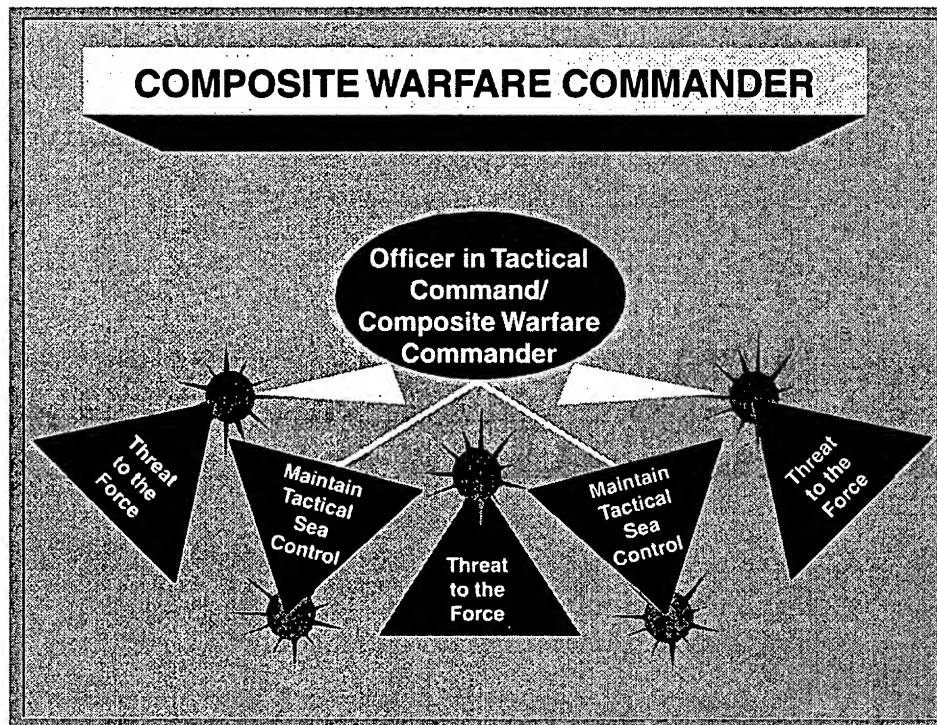 COMPOSITE WARFARE COMMANDER
Officer in Tactical
Command/
Composite Warfare
Commander
Threat
to the
Force
Maintain
Tactical
Sea
Control
Threat
to the
Force
Maintain
Tactical
Sea
Control
Threat
to the
Force